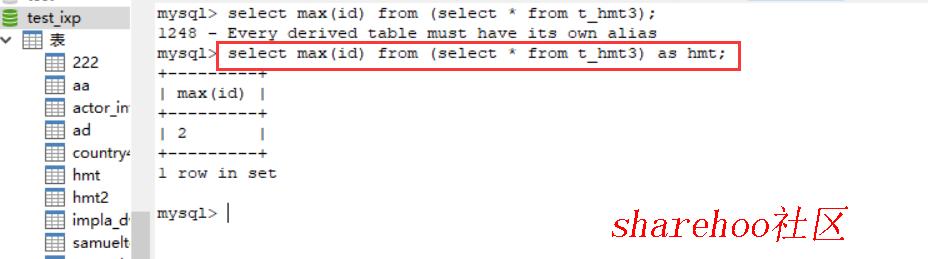 test_ixp
表
222
aa
actor_in
ad
country4
hmt
hmt2
impla_d
samuelt
mysql> select max(id) from (select * from t_hmt3);
1248 - Every derived table must have its own alias
mysql> select max(id) from (select * from t_hmt3) as hmt;
+---------+
| max(id) |
+---------+
| 2       |
+---------+
1 row in set
mysql>
sharehoo社区